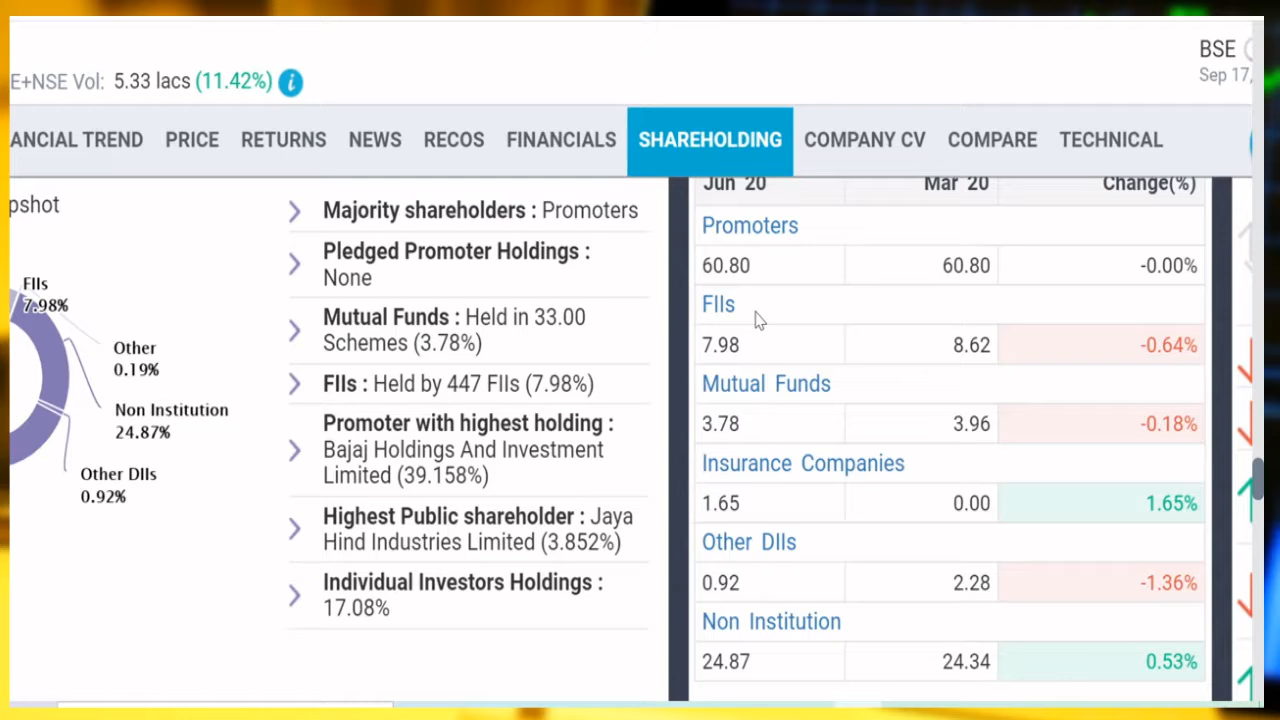 BSE
E+NSE Vol: 5.33 lacs (11.42%) i
Sep 17,
ANCIAL TREND PRICE RETURNS NEWS RECOS FINANCIALS SHAREHOLDING COMPANY CV COMPARE TECHNICAL
pshot
FIIs
7.98%
Other
0.19%
Non Institution
24.87%
Other DIIs
0.92%
Majority shareholders : Promoters
Pledged Promoter Holdings :
None
Mutual Funds : Held in 33.00
Schemes (3.78%)
FIIs : Held by 447 FIIs (7.98%)
Promoter with highest holding :
Bajaj Holdings And Investment
Limited (39.158%)
Highest Public shareholder : Jaya
Hind Industries Limited (3.852%)
Individual Investors Holdings :
17.08%
Jun 20 Mar 20 Change(%)
Promoters
60.80 60.80 -0.00%
FIIs
7.98 8.62 -0.64%
Mutual Funds
3.78 3.96 -0.18%
Insurance Companies
1.65 0.00 1.65%
Other DIIs
0.92 2.28 -1.36%
Non Institution
24.87 24.34 0.53%